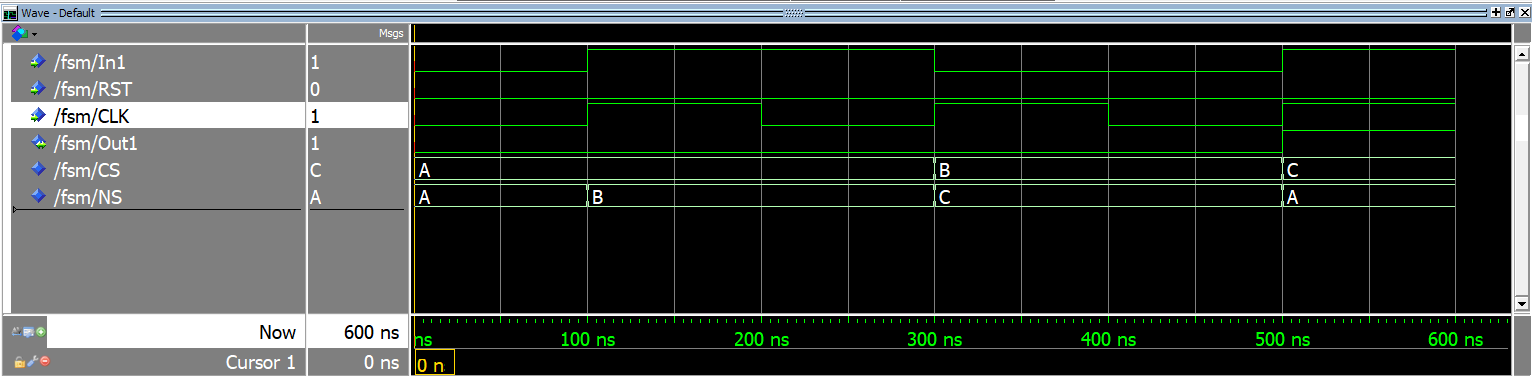 Wave - Default
Msgs
/fsm/In1 1
/fsm/RST 0
/fsm/CLK 1
/fsm/Out1 1
/fsm/CS C A B C
/fsm/NS A A B C A
Now 600 ns ns 100 ns 200 ns 300 ns 400 ns 500 ns 600 ns
Cursor 1 0 ns 0 n